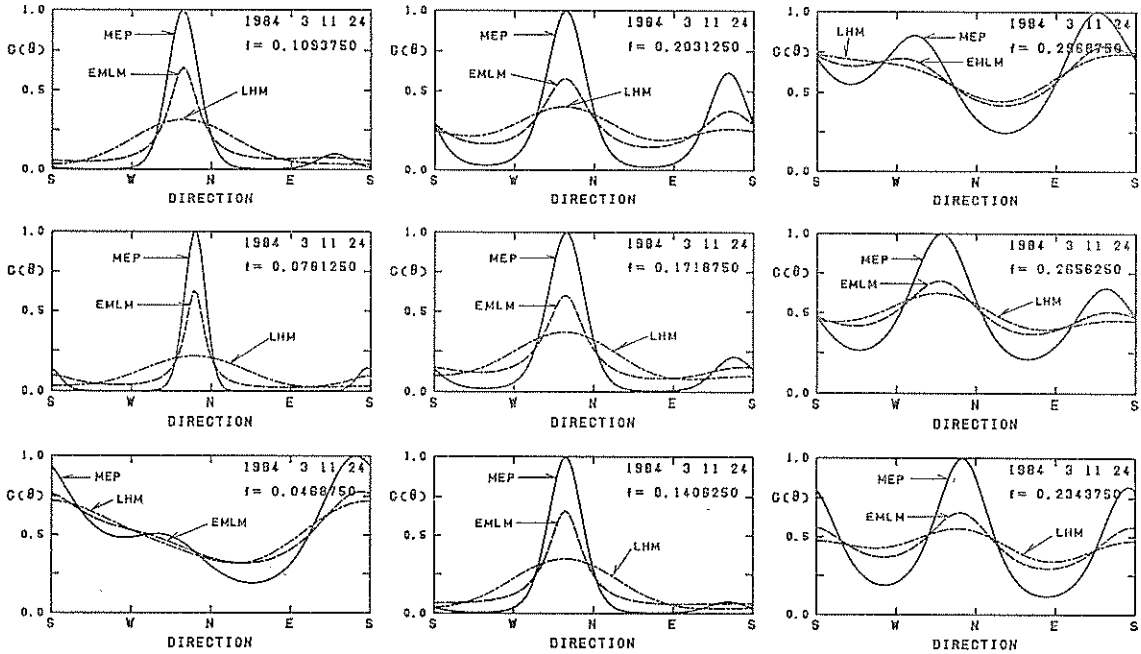 1984 3 11 24
f= 0.1093750
MEP
EMLM
LHM
G(θ)
1.0
0.5
0.0
S W N E S
DIRECTION
1984 3 11 24
f= 0.2031250
MEP
EMLM
LHM
1.0
0.5
0.0
S W N E S
DIRECTION
1984 3 11 24
f= 0.2968750
LHM
MEP
EMLM
1.0
0.5
0.0
S W N E S
DIRECTION
1984 3 11 24
f= 0.0781250
MEP
EMLM
LHM
G(θ)
1.0
0.5
0.0
S W N E S
DIRECTION
1984 3 11 24
f= 0.1718750
MEP
EMLM
LHM
G(θ)
1.0
0.5
0.0
S W N E S
DIRECTION
1984 3 11 24
f= 0.2656250
MEP
EMLM
LHM
G(θ)
1.0
0.5
0.0
S W N E S
DIRECTION
1984 3 11 24
f= 0.0468750
MEP
LHM
EMLM
G(θ)
1.0
0.5
0.0
S W N E S
DIRECTION
1984 3 11 24
f= 0.1406250
MEP
EMLM
LHM
G(θ)
1.0
0.5
0.0
S W N E S
DIRECTION
1984 3 11 24
f= 0.2343750
MEP
EMLM
LHM
G(θ)
1.0
0.5
0.0
S W N E S
DIRECTION